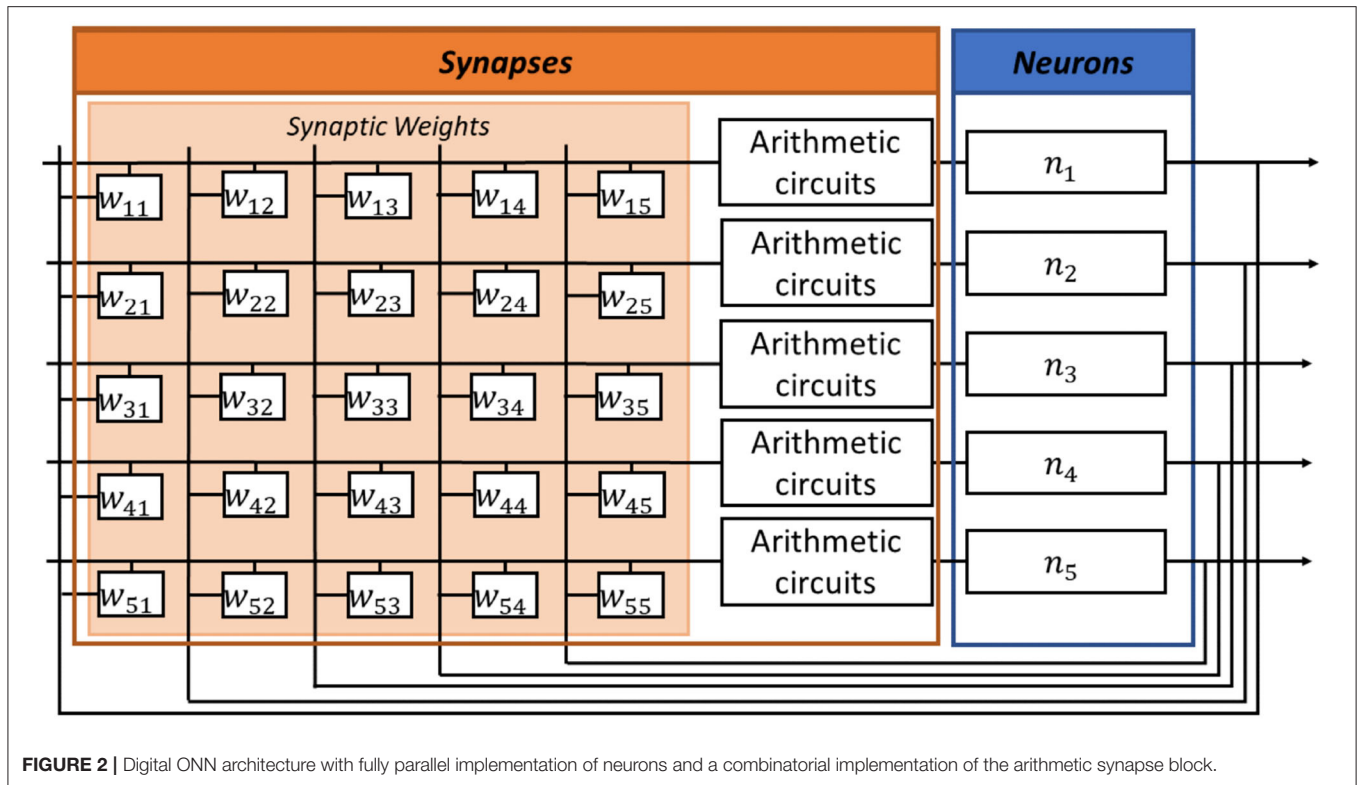 Synapses
Neurons
Synaptic Weights
w₁₁ w₁₂ w₁₃ w₁₄ w₁₅
Arithmetic
circuits
n₁
w₂₁ w₂₂ w₂₃ w₂₄ w₂₅
Arithmetic
circuits
n₂
w₃₁ w₃₂ w₃₃ w₃₄ w₃₅
Arithmetic
circuits
n₃
w₄₁ w₄₂ w₄₃ w₄₄ w₄₅
Arithmetic
circuits
n₄
w₅₁ w₅₂ w₅₃ w₅₄ w₅₅
Arithmetic
circuits
n₅
FIGURE 2 | Digital ONN architecture with fully parallel implementation of neurons and a combinatorial implementation of the arithmetic synapse block.